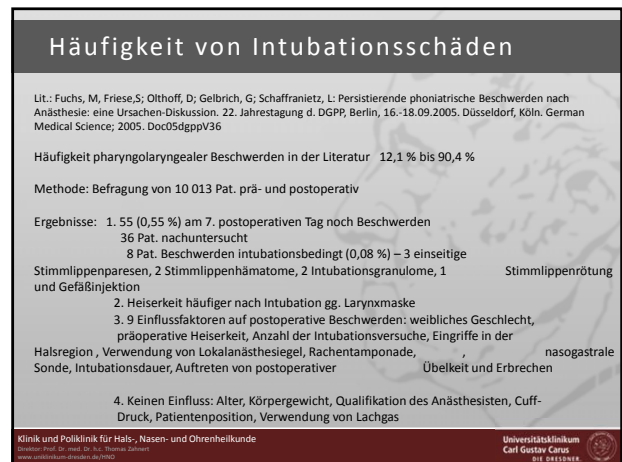 Häufigkeit von Intubationsschäden
Lit.: Fuchs, M, Friese,S; Olthoff, D; Gelbrich, G; Schaffranietz, L: Persistierende phoniatrische Beschwerden nach
Anästhesie: eine Ursachen-Diskussion. 22. Jahrestagung d. DGPP, Berlin, 16.-18.09.2005. Düsseldorf, Köln. German
Medical Science; 2005. Doc05dgppV36
Häufigkeit pharyngolaryngealer Beschwerden in der Literatur 12,1 % bis 90,4 %
Methode: Befragung von 10 013 Pat. prä- und postoperativ
Ergebnisse: 1. 55 (0,55 %) am 7. postoperativen Tag noch Beschwerden
36 Pat. nachuntersucht
8 Pat. Beschwerden intubationsbedingt (0,08 %) – 3 einseitige
Stimmlippenparesen, 2 Stimmlippenhämatome, 2 Intubationsgranulome, 1 Stimmlippenrötung
und Gefäßinjektion
2. Heiserkeit häufiger nach Intubation gg. Larynxmaske
3. 9 Einflussfaktoren auf postoperative Beschwerden: weibliches Geschlecht,
präoperative Heiserkeit, Anzahl der Intubationsversuche, Eingriffe in der
Halsregion , Verwendung von Lokalanästhesiegel, Rachentamponade, , nasogastrale
Sonde, Intubationsdauer, Auftreten von postoperativer Übelkeit und Erbrechen
4. Keinen Einfluss: Alter, Körpergewicht, Qualifikation des Anästhesisten, Cuff-
Druck, Patientenposition, Verwendung von Lachgas
Klinik und Poliklinik für Hals-, Nasen- und Ohrenheilkunde
Direktor: Prof. Dr. med. Dr. h.c. Thomas Zahnert
www.uniklinikum-dresden.de/HNO
Universitätsklinikum
Carl Gustav Carus
DIE DRESDNER.